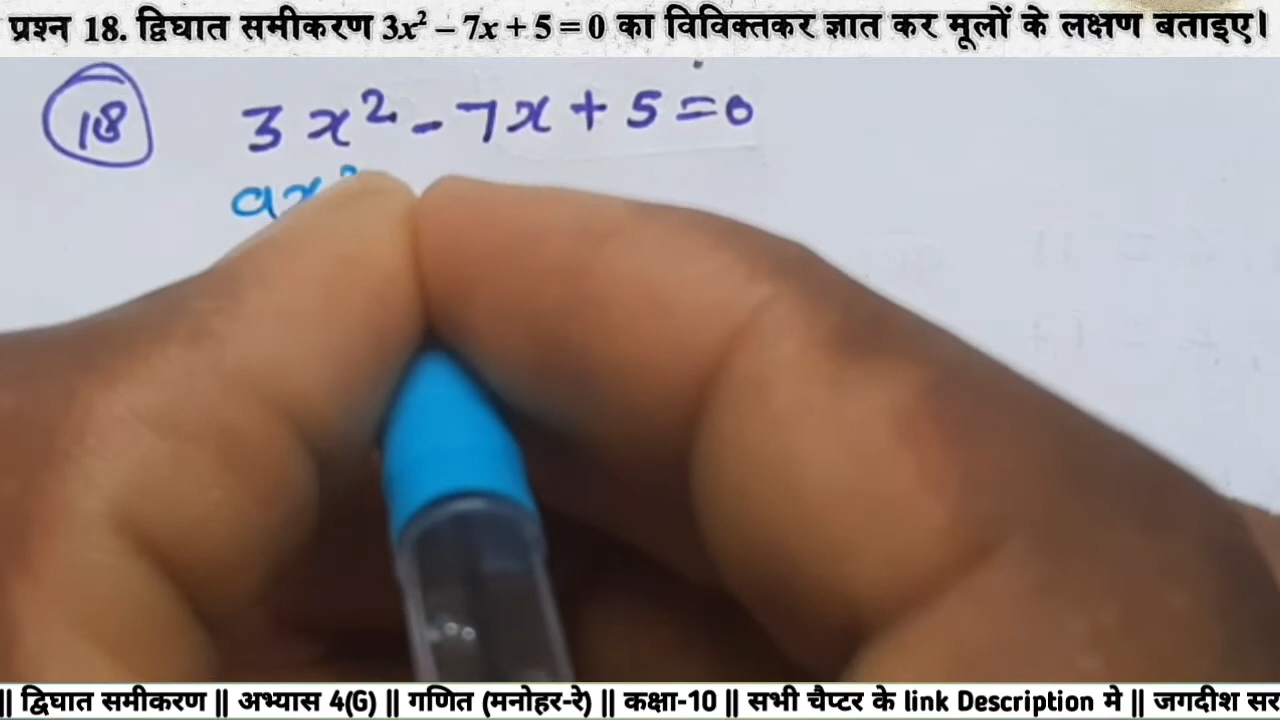 प्रश्न 18. द्विघात समीकरण 3x² – 7x + 5 = 0 का विविक्तकर ज्ञात कर मूलों के लक्षण बताइए।
18 3x² - 7x + 5 = 0
ax²
|| द्विघात समीकरण || अभ्यास 4(G) || गणित (मनोहर-रे) || कक्षा-10 || सभी चैप्टर के link Description मे || जगदीश सर